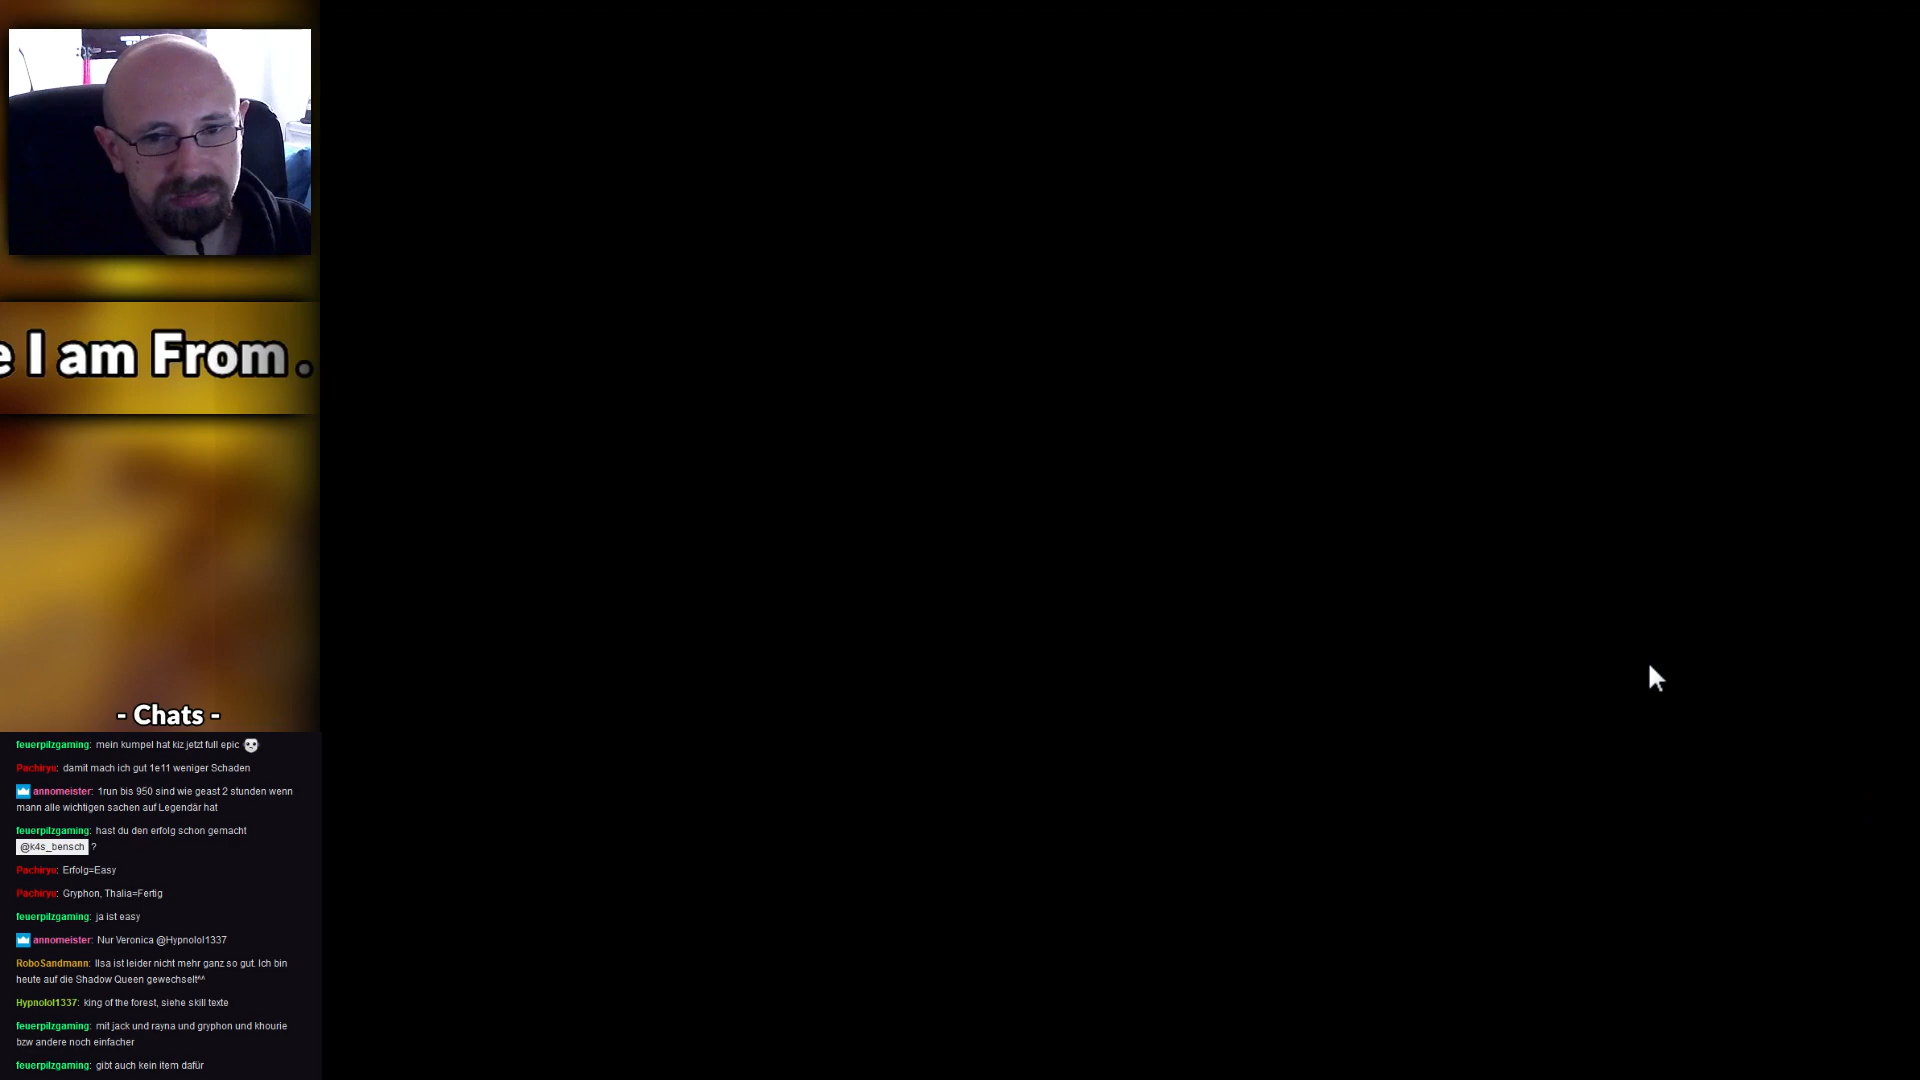 e I am From .
- Chats -
feuerpilzgaming: mein kumpel hat kiz jetzt full epic
Pachiryu: damit mach ich gut 1e11 weniger Schaden
annomeister: 1run bis 950 sind wie geast 2 stunden wenn
mann alle wichtigen sachen auf Legendär hat
feuerpilzgaming: hast du den erfolg schon gemacht
@k4s_bensch ?
Pachiryu: Erfolg=Easy
Pachiryu: Gryphon, Thalia=Fertig
feuerpilzgaming: ja ist easy
annomeister: Nur Veronica @Hypnolol1337
RoboSandmann: Ilsa ist leider nicht mehr ganz so gut. Ich bin
heute auf die Shadow Queen gewechselt^^
Hypnolol1337: king of the forest, siehe skill texte
feuerpilzgaming: mit jack und rayna und gryphon und khourie
bzw andere noch einfacher
feuerpilzgaming: gibt auch kein item dafür